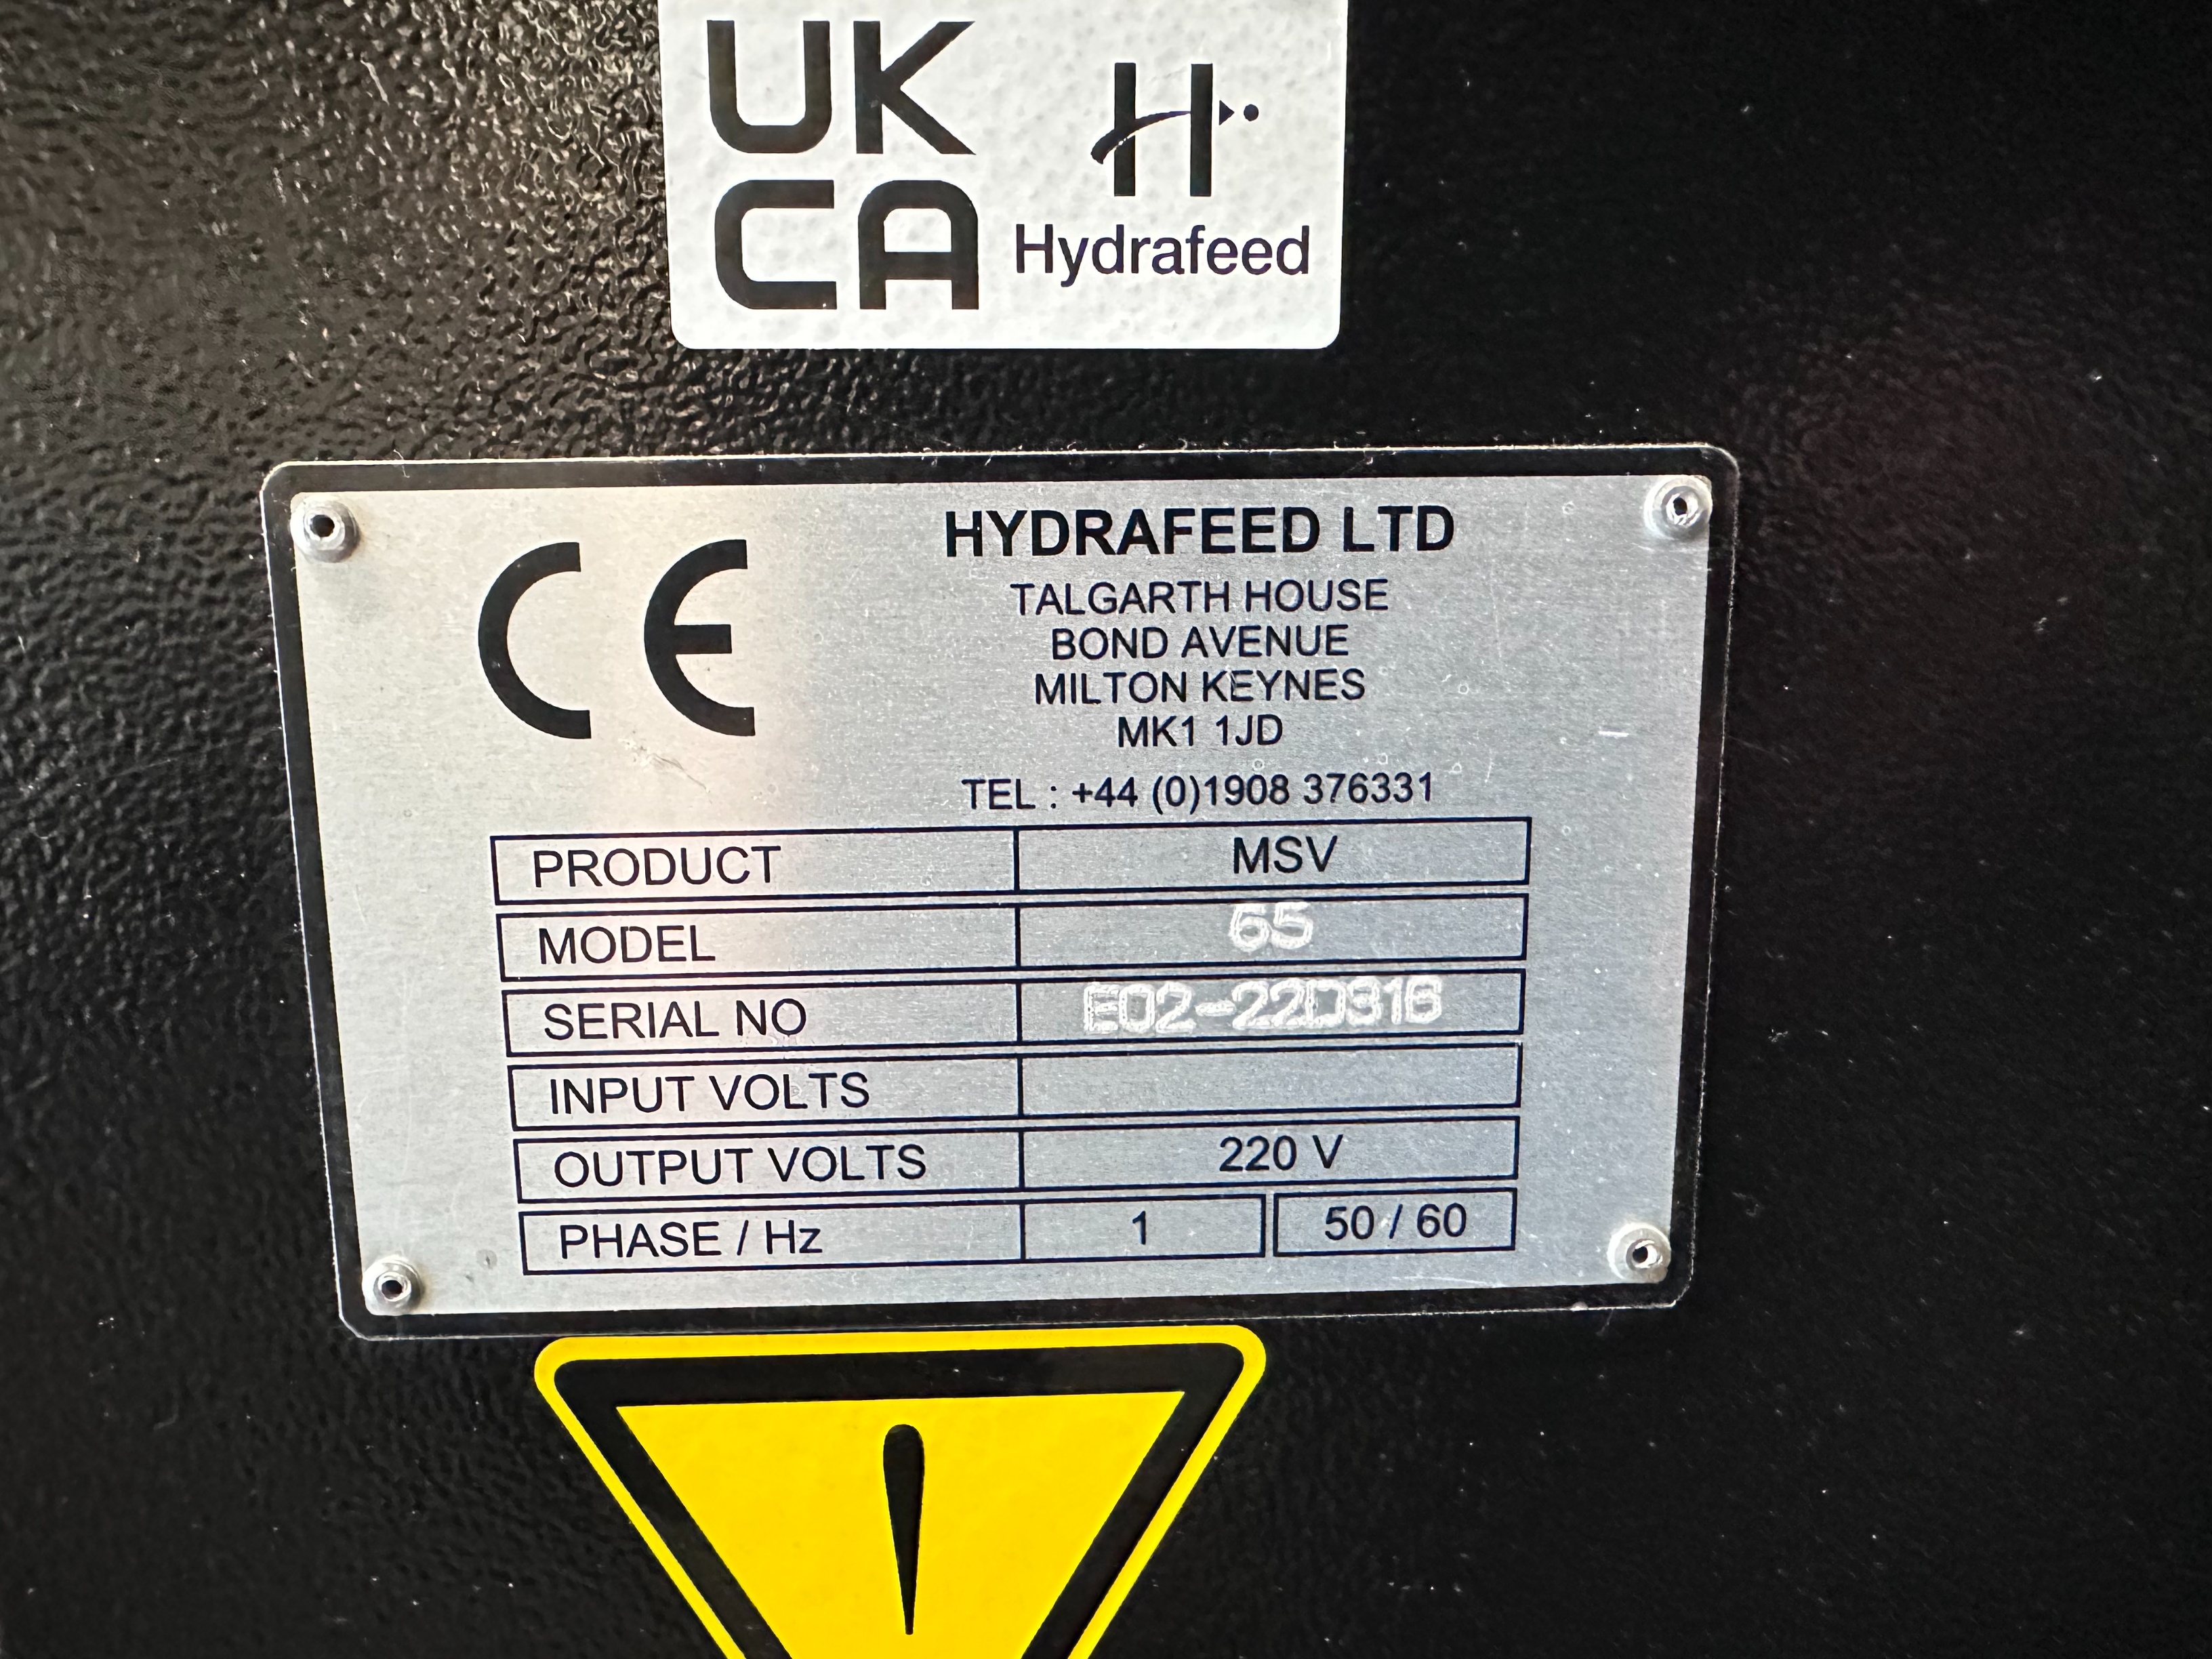 UK
CA
Hydrafeed
CE
HYDRAFEED LTD
TALGARTH HOUSE
BOND AVENUE
MILTON KEYNES
MK1 1JD
TEL : +44 (0)1908 376331
PRODUCT MSV
MODEL 65
SERIAL NO E02-22D316
INPUT VOLTS
OUTPUT VOLTS 220 V
PHASE / Hz 1 50 / 60